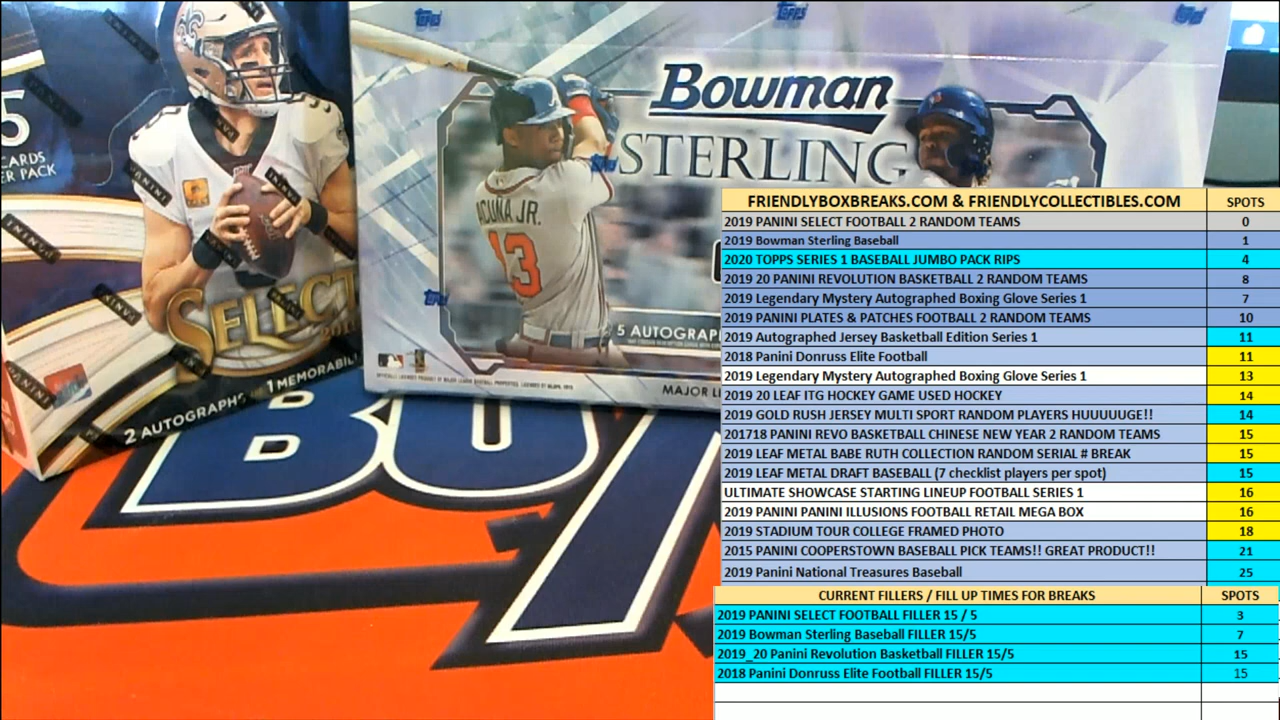 5
CARDS
ER PACK
PANINI
SELECT
2019
2 AUTOGRAPHS
1 MEMORABIL
Topps
Topps
Topps
Bowman
STERLING
Topps
Topps
ACUÑA JR.
13
5 AUTOGRAP
MAJOR L
FRIENDLYBOXBREAKS.COM & FRIENDLYCOLLECTIBLES.COM SPOTS
2019 PANINI SELECT FOOTBALL 2 RANDOM TEAMS 0
2019 Bowman Sterling Baseball 1
2020 TOPPS SERIES 1 BASEBALL JUMBO PACK RIPS 4
2019 20 PANINI REVOLUTION BASKETBALL 2 RANDOM TEAMS 8
2019 Legendary Mystery Autographed Boxing Glove Series 1 7
2019 PANINI PLATES & PATCHES FOOTBALL 2 RANDOM TEAMS 10
2019 Autographed Jersey Basketball Edition Series 1 11
2018 Panini Donruss Elite Football 11
2019 Legendary Mystery Autographed Boxing Glove Series 1 13
2019 20 LEAF ITG HOCKEY GAME USED HOCKEY 14
2019 GOLD RUSH JERSEY MULTI SPORT RANDOM PLAYERS HUUUUUGE!! 14
201718 PANINI REVO BASKETBALL CHINESE NEW YEAR 2 RANDOM TEAMS 15
2019 LEAF METAL BABE RUTH COLLECTION RANDOM SERIAL # BREAK 15
2019 LEAF METAL DRAFT BASEBALL (7 checklist players per spot) 15
ULTIMATE SHOWCASE STARTING LINEUP FOOTBALL SERIES 1 16
2019 PANINI PANINI ILLUSIONS FOOTBALL RETAIL MEGA BOX 16
2019 STADIUM TOUR COLLEGE FRAMED PHOTO 18
2015 PANINI COOPERSTOWN BASEBALL PICK TEAMS!! GREAT PRODUCT!! 21
2019 Panini National Treasures Baseball 25
CURRENT FILLERS / FILL UP TIMES FOR BREAKS SPOTS
2019 PANINI SELECT FOOTBALL FILLER 15 / 5 3
2019 Bowman Sterling Baseball FILLER 15/5 7
2019_20 Panini Revolution Basketball FILLER 15/5 15
2018 Panini Donruss Elite Football FILLER 15/5 15